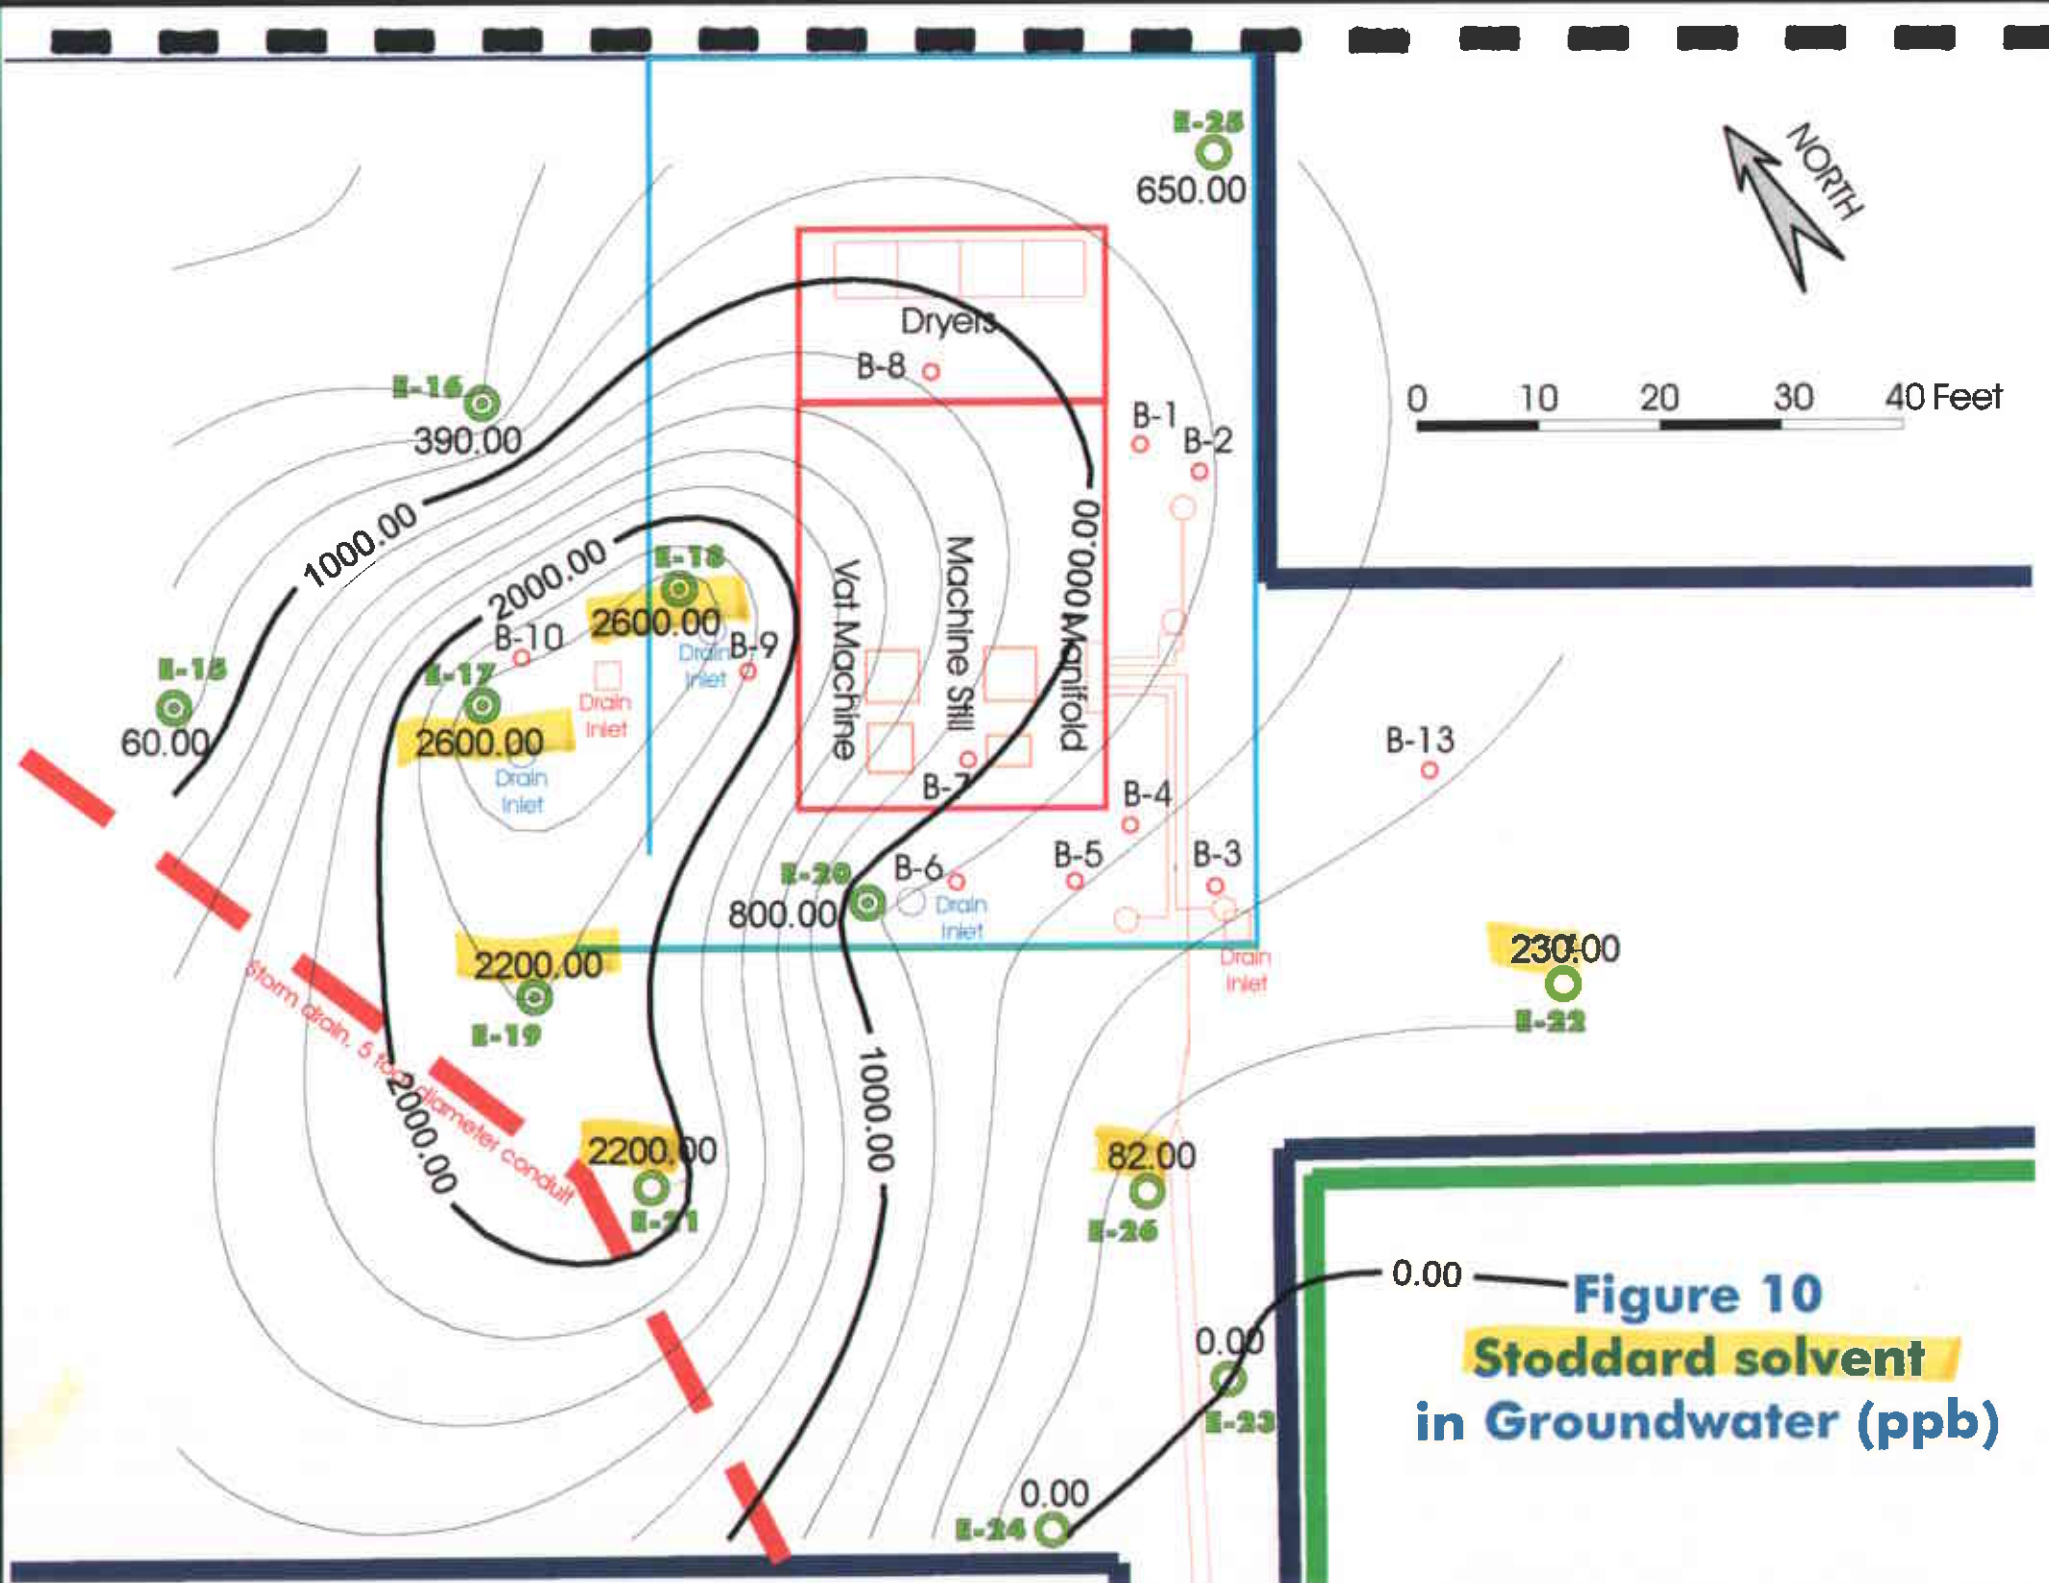 E-25
650.00
NORTH
Dryers
B-8
0 10 20 30 40 Feet
E-16
390.00
B-1
B-2
1000.00
1000.00
2000.00
E-18
2600.00
B-10
B-9
Drain
Inlet
E-17
2600.00
Drain
Inlet
Drain
Inlet
E-15
60.00
Vat Machine
Machine Still
Manifold
B-7
B-13
B-4
B-5
B-3
B-6
E-20
800.00
Drain
Inlet
Drain
Inlet
230.00
E-22
2200.00
E-19
Storm drain, 5 foot diameter conduit
2000.00
1000.00
2200.00
E-21
82.00
E-26
0.00
0.00
E-23
0.00
E-24
Figure 10
Stoddard solvent
in Groundwater (ppb)